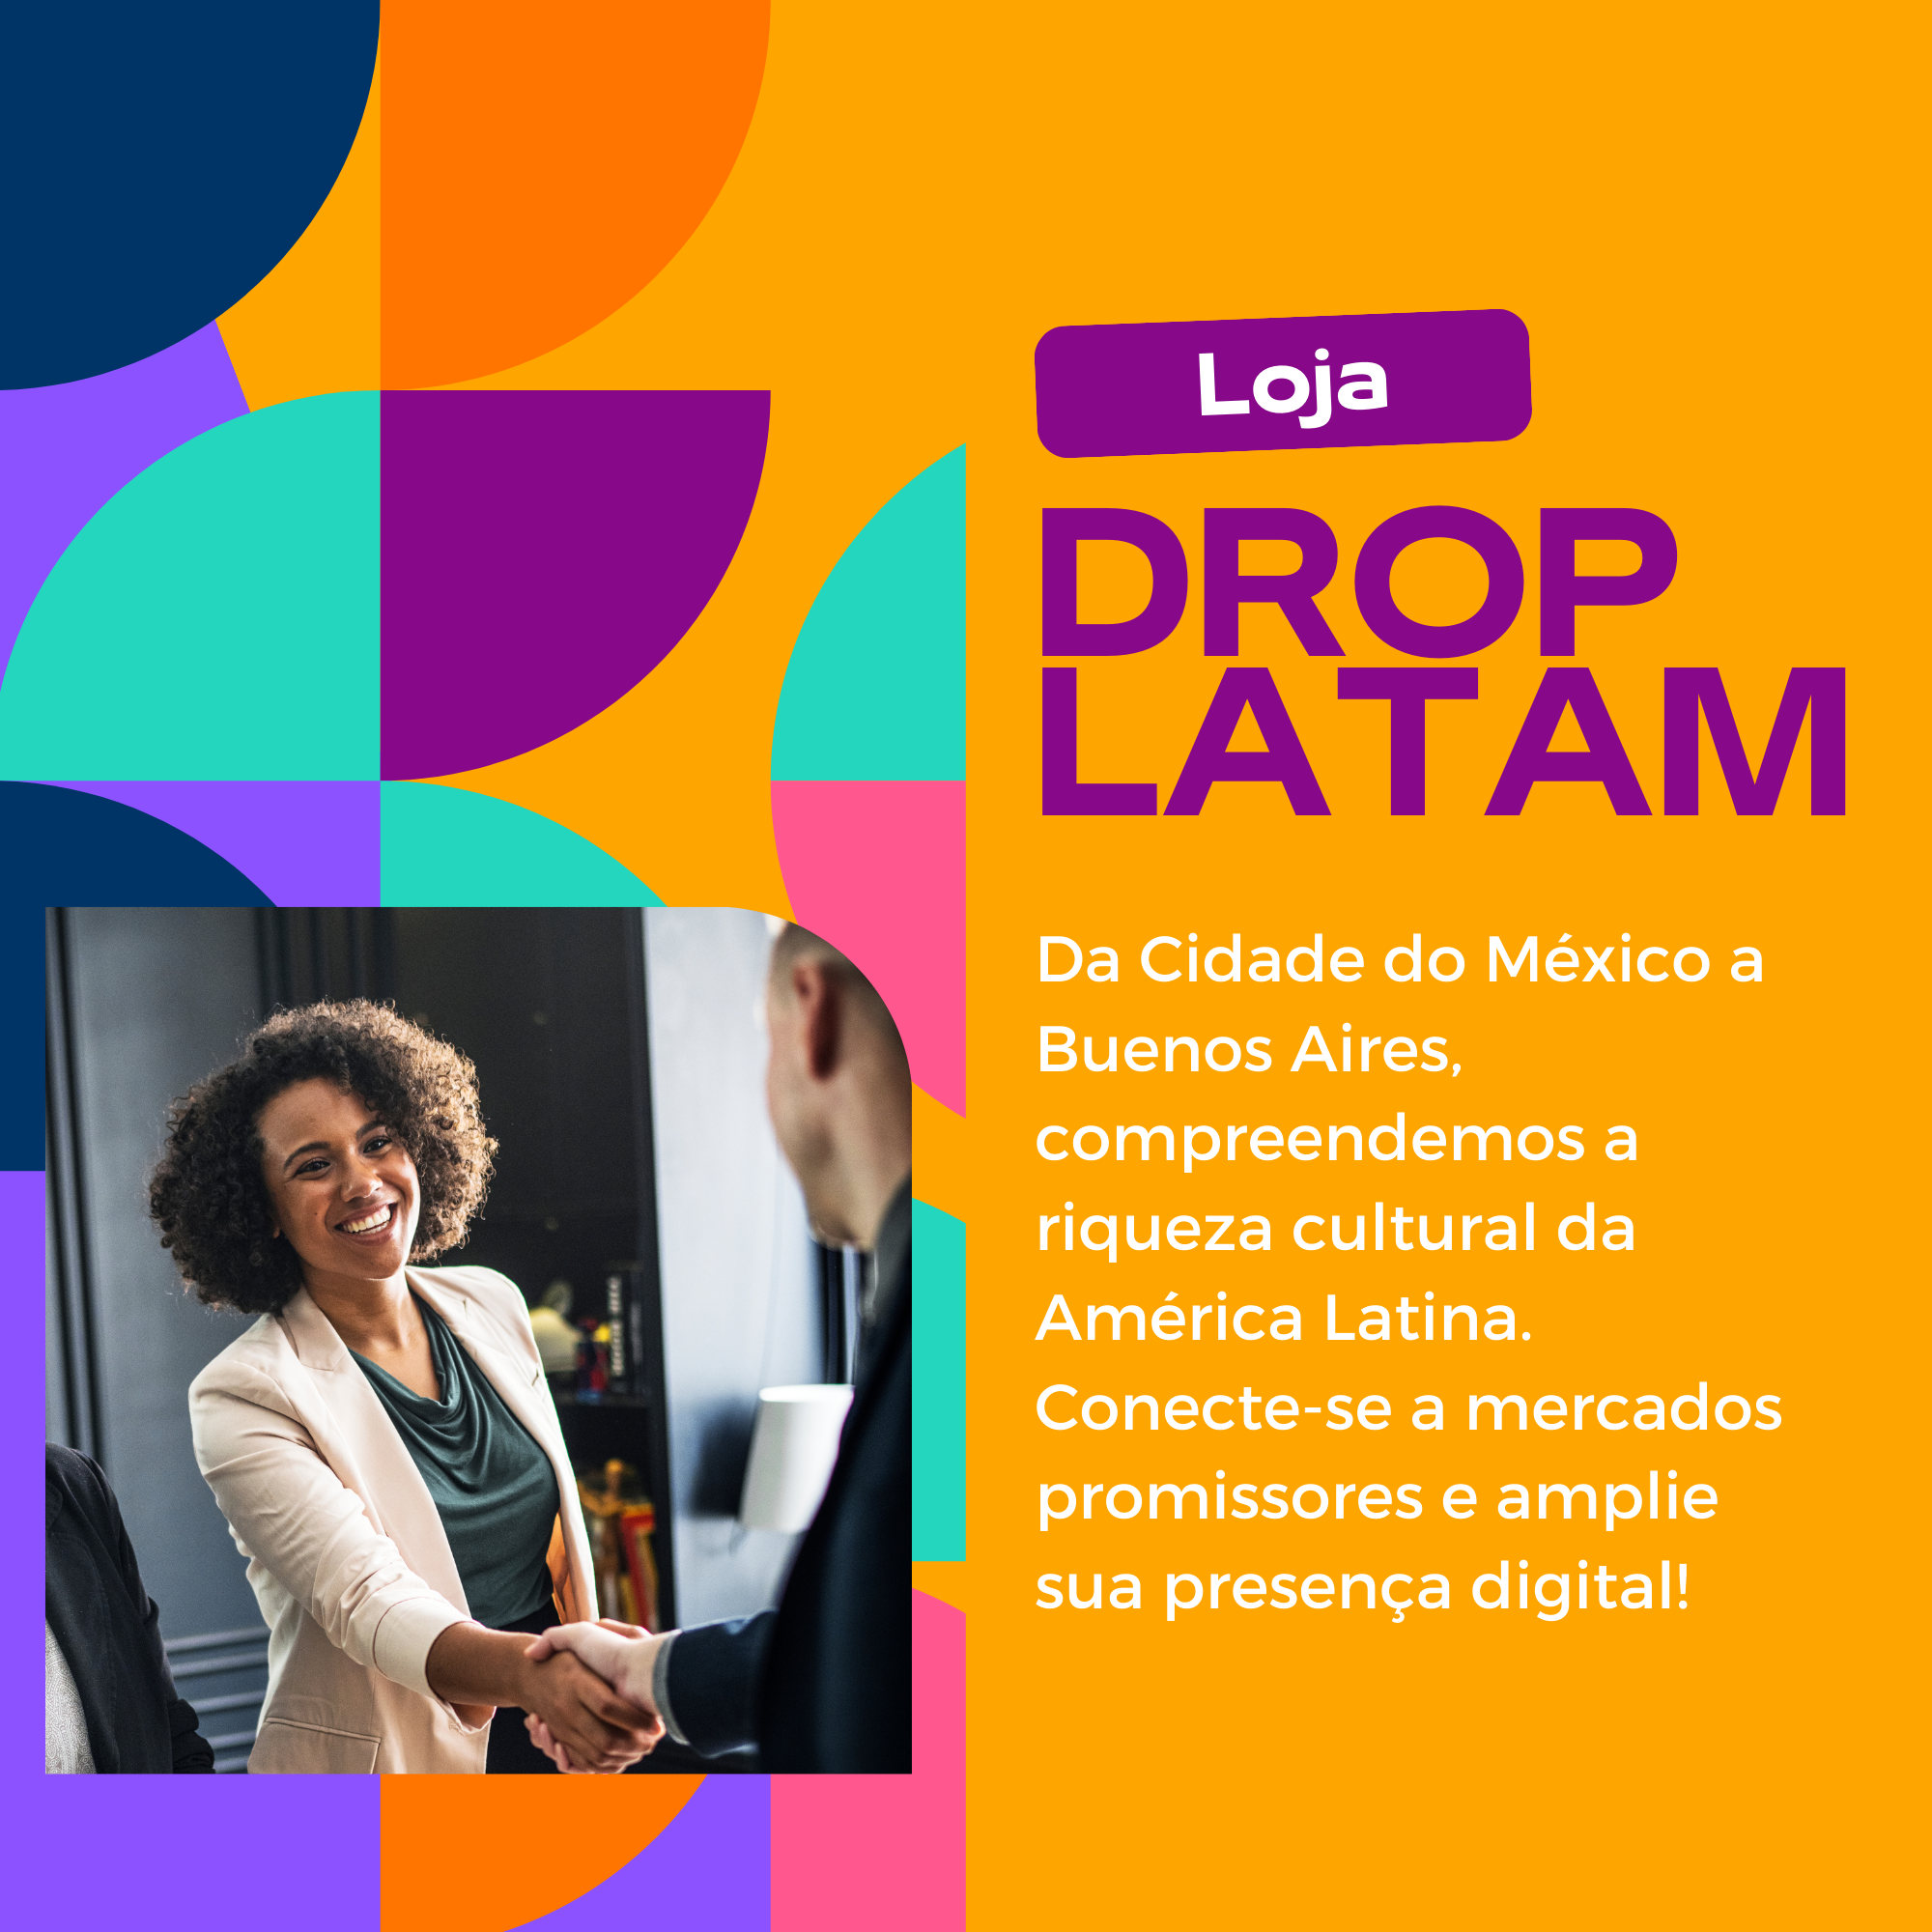 Loja
DROP
LATAM
Da Cidade do México a
Buenos Aires,
compreendemos a
riqueza cultural da
América Latina.
Conecte-se a mercados
promissores e amplie
sua presença digital!